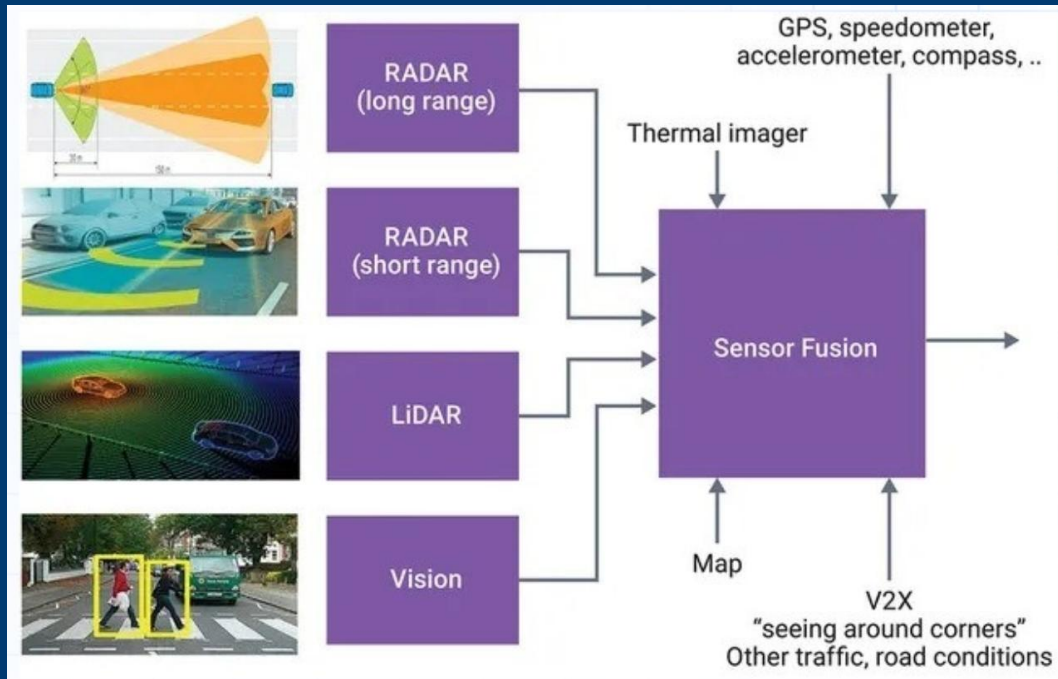 GPS, speedometer,
accelerometer, compass, ..
RADAR
(long range)
Thermal imager
RADAR
(short range)
Sensor Fusion
LiDAR
Vision
Map
V2X
“seeing around corners”
Other traffic, road conditions